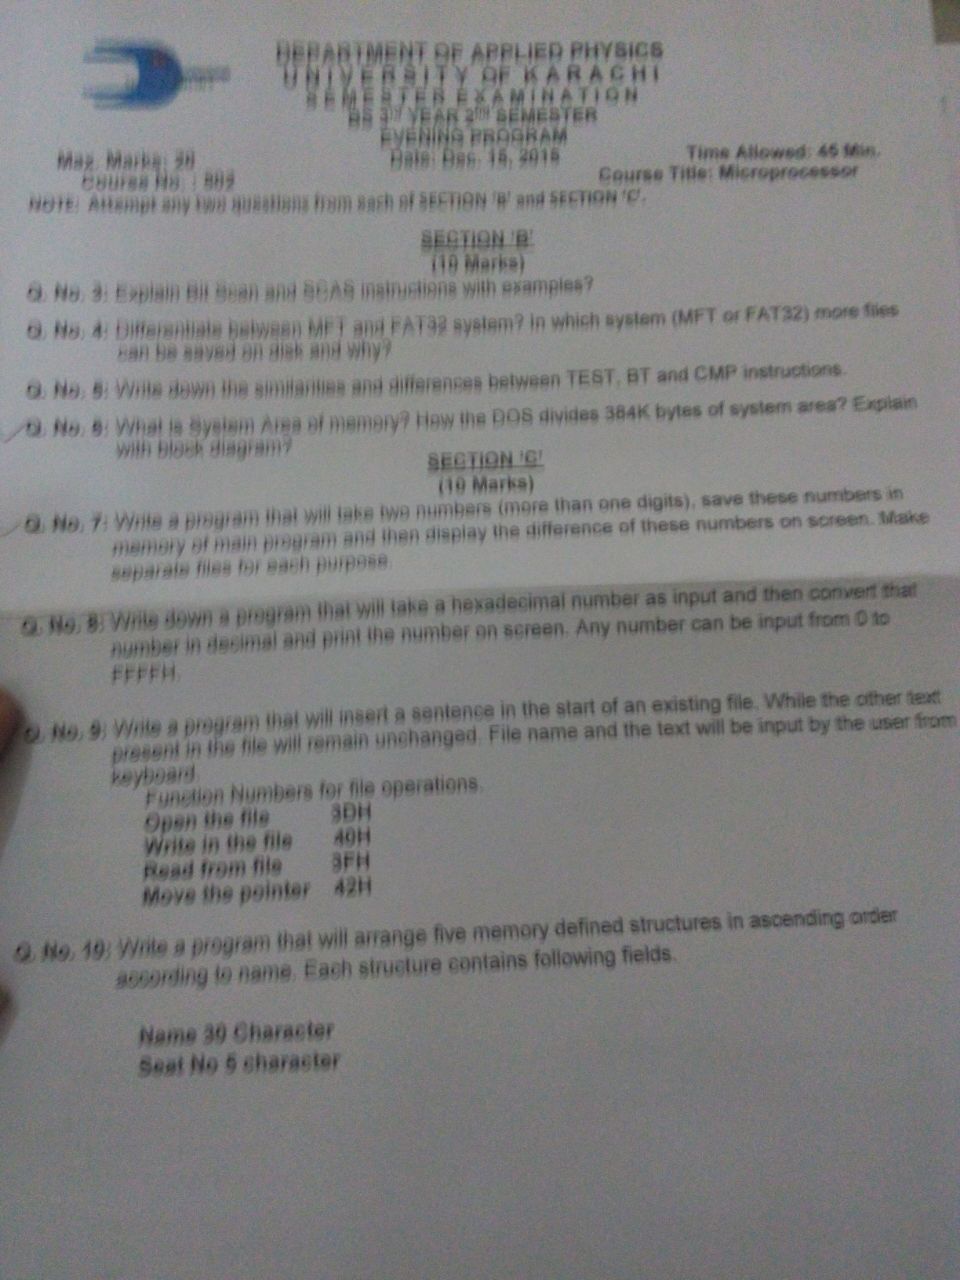 DEPARTMENT OF APPLIED PHYSICS
UNIVERSITY OF KARACHI
SEMESTER EXAMINATION
BS YEAR SEMESTER
EVENING PROGRAM
Date: Dec. 2015
Max. Marks:
Time Allowed: 45 Min.
Course No. :
Course Title: Microprocessor
NOTE: Attempt any two questions from each of SECTION 'B' and SECTION 'C'.
SECTION 'B'
(10 Marks)
Q. No. 3: Explain Bit Scan and SCAS instructions with examples?
Q. No. 4: Differentiate between MFT and FAT32 system? In which system (MFT or FAT32) more files
can be saved on disk and why?
Q. No. 5: Write down the similarities and differences between TEST, BT and CMP instructions.
Q. No. 6: What is System Area of memory? How the DOS divides 384K bytes of system area? Explain
with block diagram?
SECTION 'C'
(10 Marks)
Q. No. 7: Write a program that will take two numbers (more than one digits), save these numbers in
memory of main program and then display the difference of these numbers on screen. Make
separate files for each purpose.
Q. No. 8: Write down a program that will take a hexadecimal number as input and then convert that
number in decimal and print the number on screen. Any number can be input from 0 to
FFFFH.
Q. No. 9: Write a program that will insert a sentence in the start of an existing file. While the other text
present in the file will remain unchanged. File name and the text will be input by the user from
keyboard.
Function Numbers for file operations.
Open the file 3DH
Write in the file 40H
Read from file 3FH
Move the pointer 42H
Q. No. 10: Write a program that will arrange five memory defined structures in ascending order
according to name. Each structure contains following fields.
Name 30 Character
Seat No 5 character